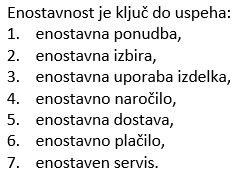 Enostavnost je ključ do uspeha:
1. enostavna ponudba,
2. enostavna izbira,
3. enostavna uporaba izdelka,
4. enostavno naročilo,
5. enostavna dostava,
6. enostavno plačilo,
7. enostaven servis.